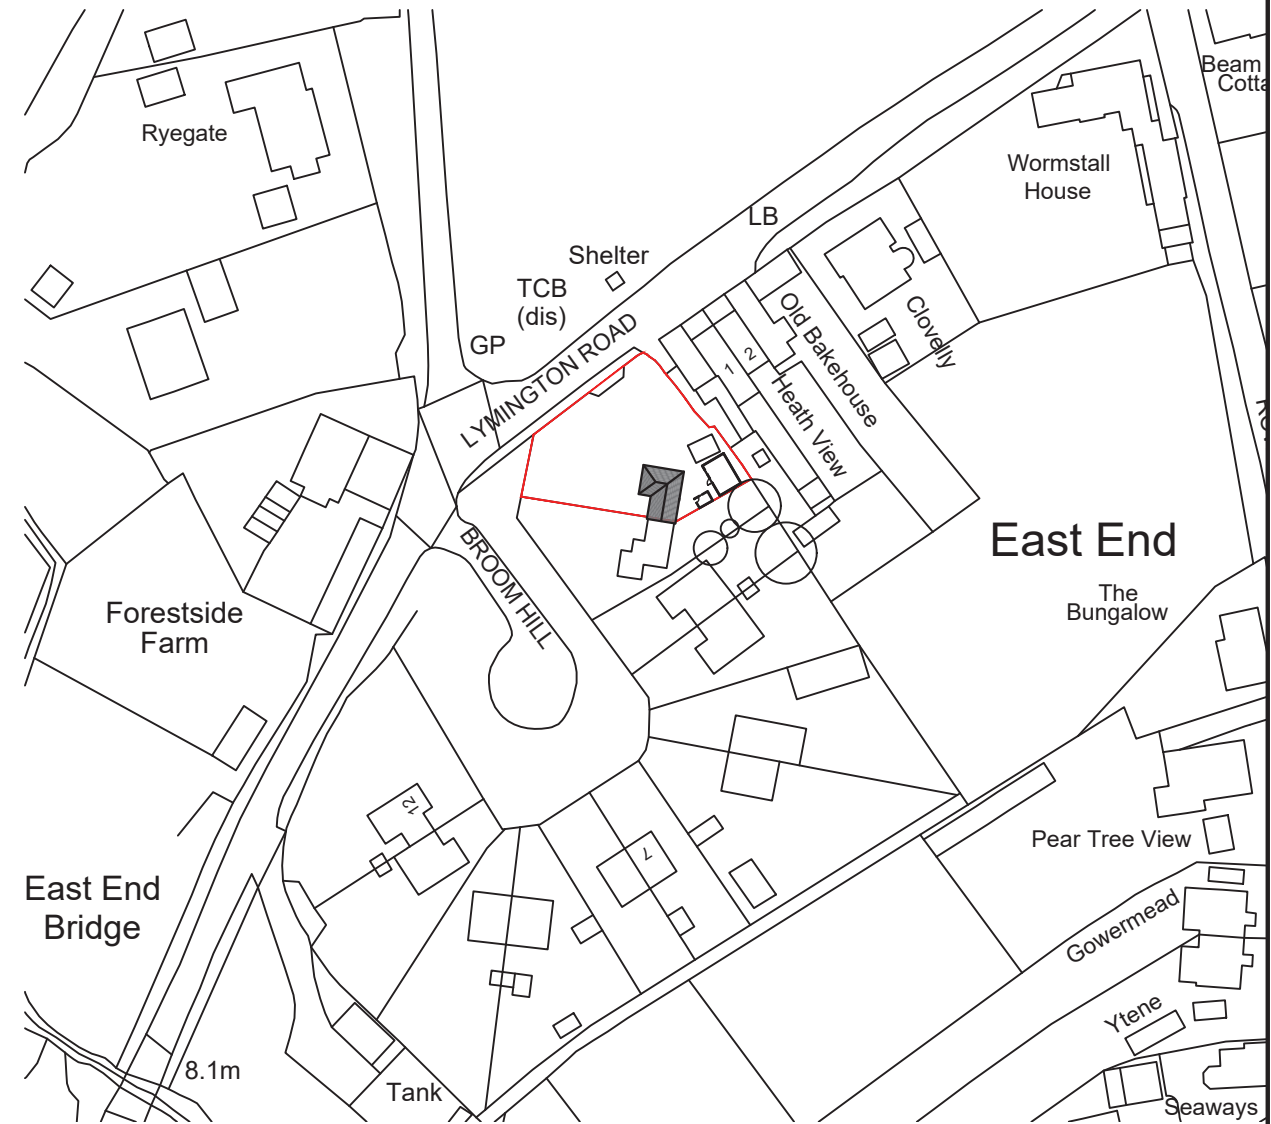 Beam
Cotta
Ryegate
Wormstall
House
LB
Shelter
TCB
(dis)
GP
LYMINGTON ROAD
Old Bakehouse
Clovelly
1
2
Heath View
East End
BROOM HILL
The
Bungalow
Forestside
Farm
12
7
Pear Tree View
East End
Bridge
Gowermead
Ytene
8.1m
Tank
Seaways